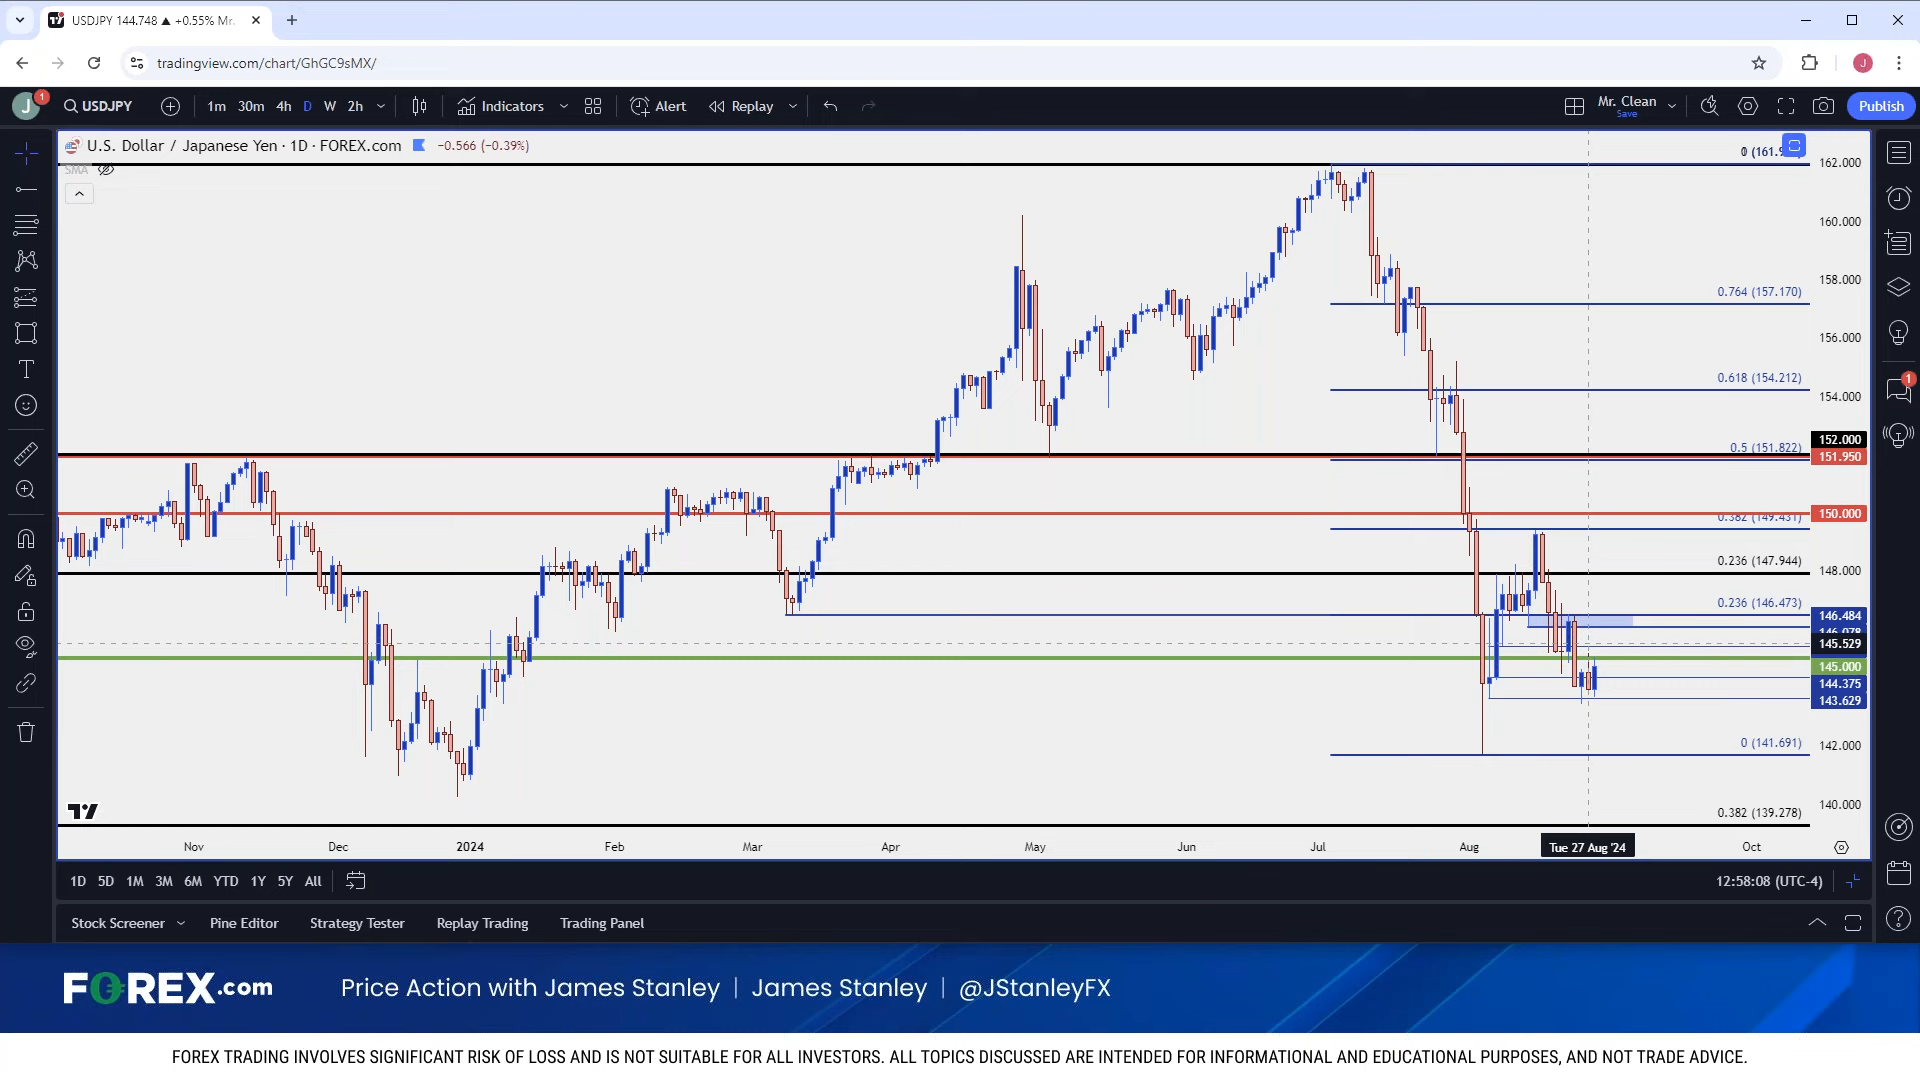 USDJPY 144.748 ▲ +0.55% Mr.
tradingview.com/chart/GhGC9sMX/
J
J
1
USDJPY
1m 30m 4h D W 2h
Indicators
Alert
Replay
Mr. Clean
Save
Publish
U.S. Dollar / Japanese Yen · 1D · FOREX.com −0.566 (−0.39%)
SMA
162.000
160.000
158.000
0.764 (157.170)
156.000
0.618 (154.212)
154.000
152.000
0.5 (151.822)
151.950
150.000
0.382 (149.431)
0.236 (147.944)
148.000
0.236 (146.473)
146.484
145.529
145.000
144.375
143.629
0 (141.691)
142.000
140.000
0.382 (139.278)
Nov Dec 2024 Feb Mar Apr May Jun Jul Aug Tue 27 Aug '24 Oct
1D 5D 1M 3M 6M YTD 1Y 5Y All
12:58:08 (UTC-4)
Stock Screener Pine Editor Strategy Tester Replay Trading Trading Panel
1
FOREX.com
Price Action with James Stanley | James Stanley | @JStanleyFX
FOREX TRADING INVOLVES SIGNIFICANT RISK OF LOSS AND IS NOT SUITABLE FOR ALL INVESTORS. ALL TOPICS DISCUSSED ARE INTENDED FOR INFORMATIONAL AND EDUCATIONAL PURPOSES, AND NOT TRADE ADVICE.